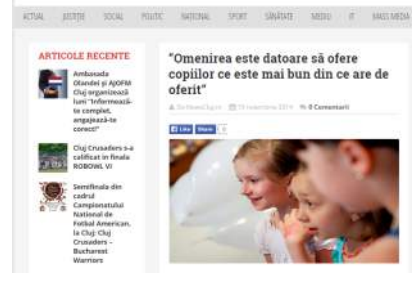 ACTUAL JUSTIȚIE SOCIAL POLITIC NAȚIONAL SPORT SĂNĂTATE MEDIU IT MASS MEDIA
ARTICOLE RECENTE
Ambasada
Olandei și AJOFM
Cluj organizează
luni "Informează-
te complet,
angajează-te
corect!"
Cluj Crusaders s-a
calificat in finala
ROBOWL VI
Semifinala din
cadrul
Campionatului
National de
Fotbal American,
la Cluj: Cluj
Crusaders –
Bucharest
Warriors
"Omenirea este datoare să ofere
copiilor ce este mai bun din ce are de
oferit"
0 Comentarii
Like Share 0